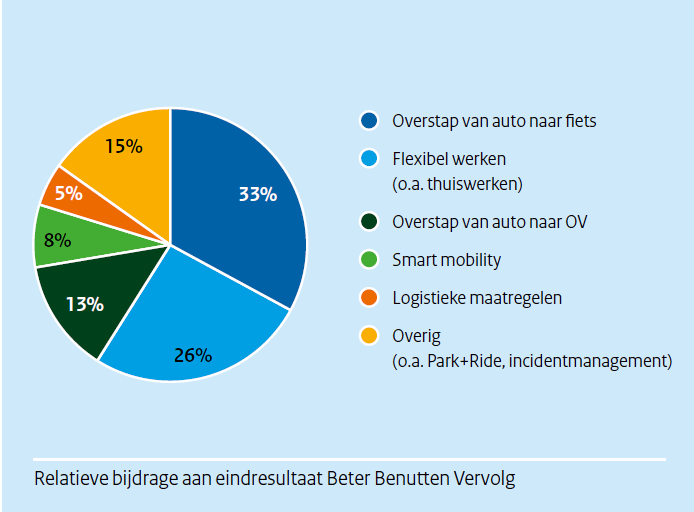 15%
33%
5%
8%
13%
26%
Overstap van auto naar fiets
Flexibel werken
(o.a. thuiswerken)
Overstap van auto naar OV
Smart mobility
Logistieke maatregelen
Overig
(o.a. Park+Ride, incidentmanagement)
Relatieve bijdrage aan eindresultaat Beter Benutten Vervolg